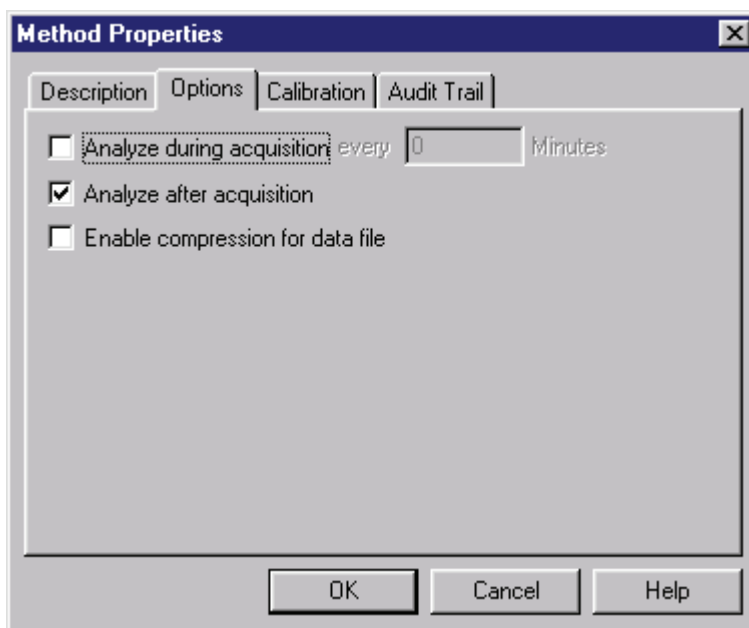 Method Properties
Description Options Calibration Audit Trail
Analyze during acquisition every 0 Minutes
Analyze after acquisition
Enable compression for data file
OK Cancel Help